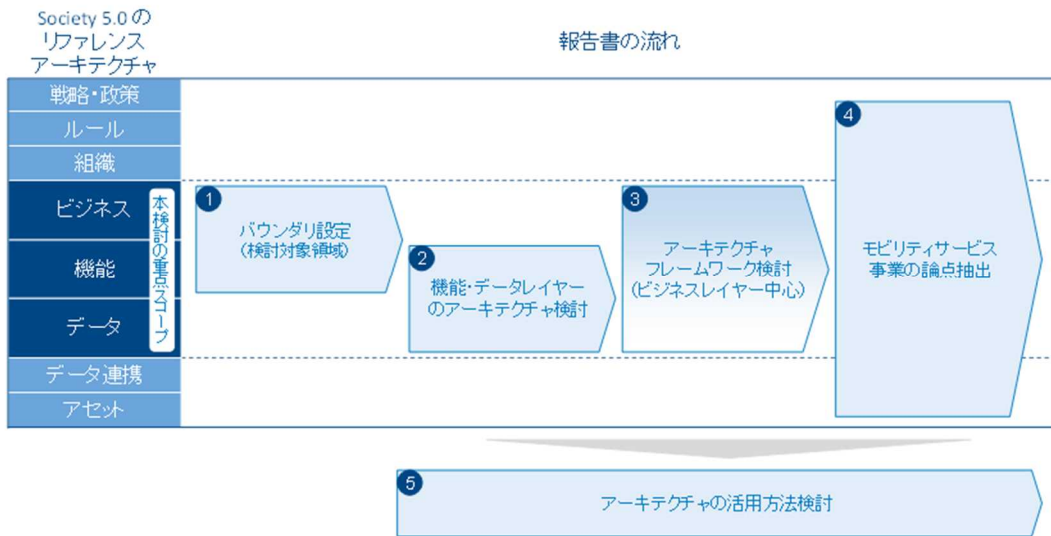 Society 5.0 の
リファレンス
アーキテクチャ
報告書の流れ
戦略・政策
ルール
組織
ビジネス
機能
データ
本検討の重点スコープ
データ連携
アセット
1
バウンダリ設定
(検討対象領域)
2
機能・データレイヤー
のアーキテクチャ検討
3
アーキテクチャ
フレームワーク検討
(ビジネスレイヤー中心)
4
モビリティサービス
事業の論点抽出
5
アーキテクチャの活用方法検討